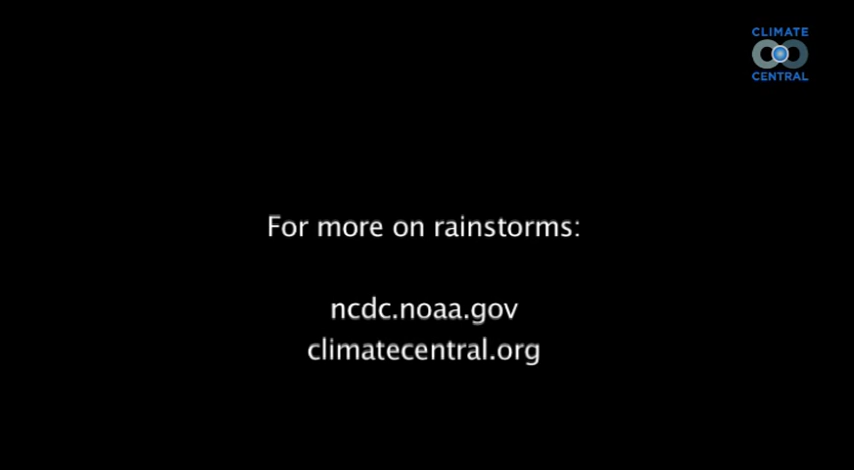 CLIMATE
CENTRAL
For more on rainstorms:
ncdc.noaa.gov
climatecentral.org